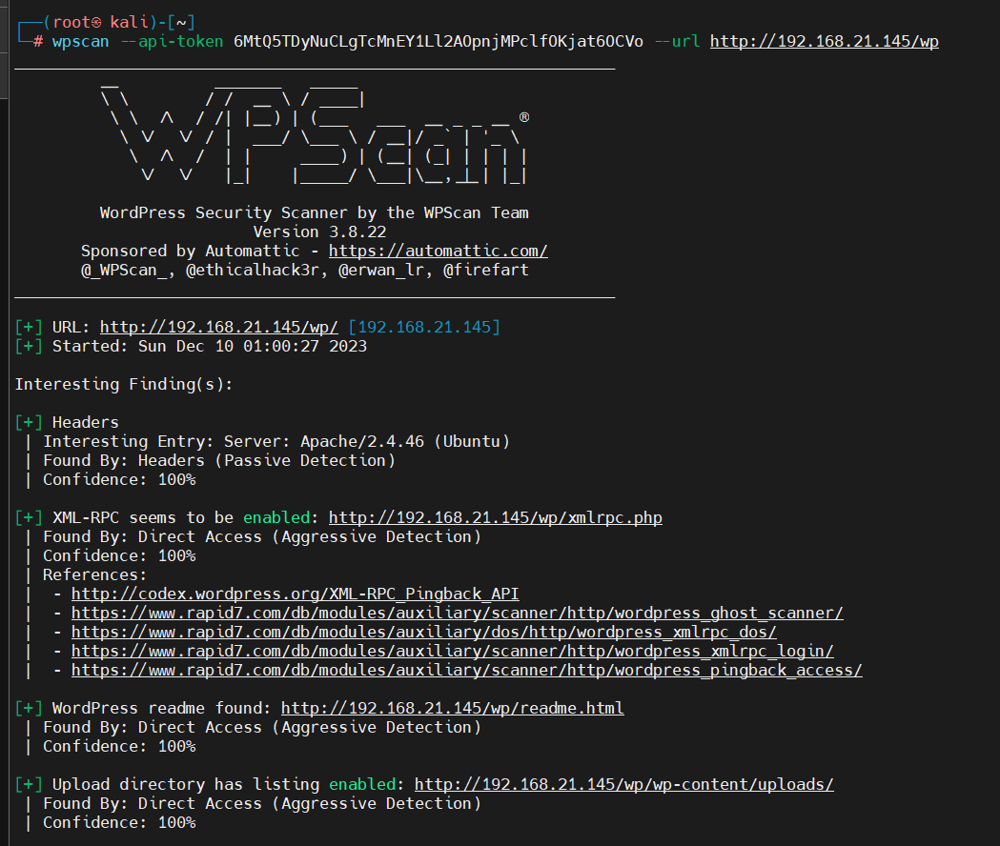 ┌──(root㉿ kali)-[~]
└─# wpscan --api-token 6MtQ5TDyNuCLgTcMnEY1Ll2AOpnjMPclfOKjat6OCVo --url http://192.168.21.145/wp
_______________________________________________________________
         __          _______   _____
         \ \        / /  __ \ / ____|
          \ \  /\  / /| |__) | (___   ___  __ _ _ __ ®
           \ \/  \/ / |  ___/ \___ \ / __|/ _` | '_ \
            \  /\  /  | |     ____) | (__| (_| | | | |
             \/  \/   |_|    |_____/ \___|\__,_|_| |_|

         WordPress Security Scanner by the WPScan Team
                         Version 3.8.22
       Sponsored by Automattic - https://automattic.com/
       @_WPScan_, @ethicalhack3r, @erwan_lr, @firefart
_______________________________________________________________

[+] URL: http://192.168.21.145/wp/ [192.168.21.145]
[+] Started: Sun Dec 10 01:00:27 2023

Interesting Finding(s):

[+] Headers
 | Interesting Entry: Server: Apache/2.4.46 (Ubuntu)
 | Found By: Headers (Passive Detection)
 | Confidence: 100%

[+] XML-RPC seems to be enabled: http://192.168.21.145/wp/xmlrpc.php
 | Found By: Direct Access (Aggressive Detection)
 | Confidence: 100%
 | References:
 |  - http://codex.wordpress.org/XML-RPC_Pingback_API
 |  - https://www.rapid7.com/db/modules/auxiliary/scanner/http/wordpress_ghost_scanner/
 |  - https://www.rapid7.com/db/modules/auxiliary/dos/http/wordpress_xmlrpc_dos/
 |  - https://www.rapid7.com/db/modules/auxiliary/scanner/http/wordpress_xmlrpc_login/
 |  - https://www.rapid7.com/db/modules/auxiliary/scanner/http/wordpress_pingback_access/

[+] WordPress readme found: http://192.168.21.145/wp/readme.html
 | Found By: Direct Access (Aggressive Detection)
 | Confidence: 100%

[+] Upload directory has listing enabled: http://192.168.21.145/wp/wp-content/uploads/
 | Found By: Direct Access (Aggressive Detection)
 | Confidence: 100%